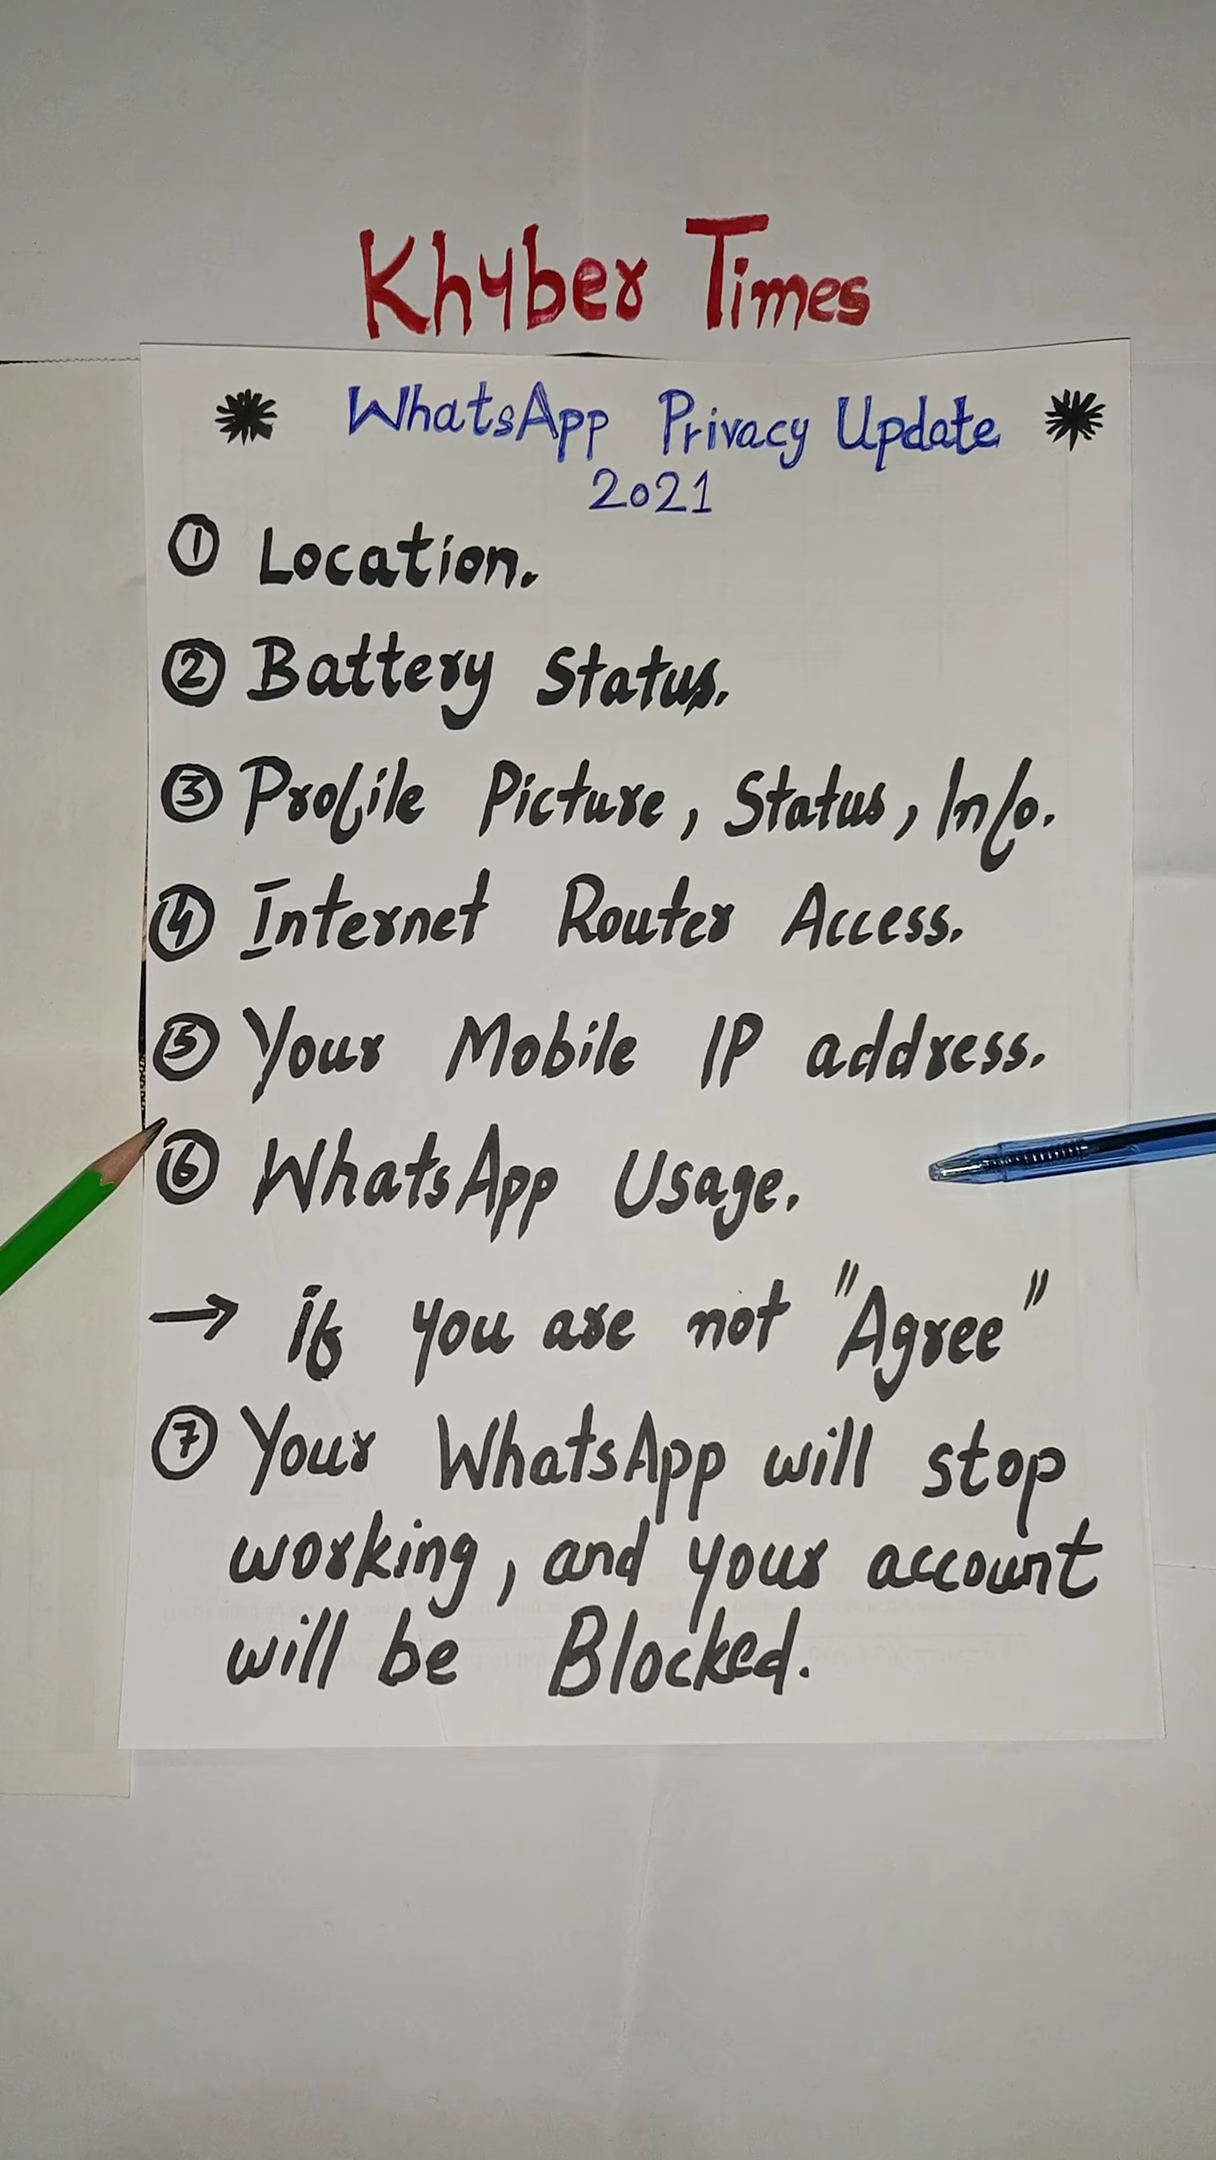 Khyber Times
WhatsApp Privacy Update
2021
① Location.
② Battery Status.
③ Profile Picture, Status, Info.
④ Internet Router Access.
⑤ Your Mobile IP address.
⑥ WhatsApp Usage.
→ If you are not "Agree"
⑦ Your WhatsApp will stop
working, and your account
will be Blocked.